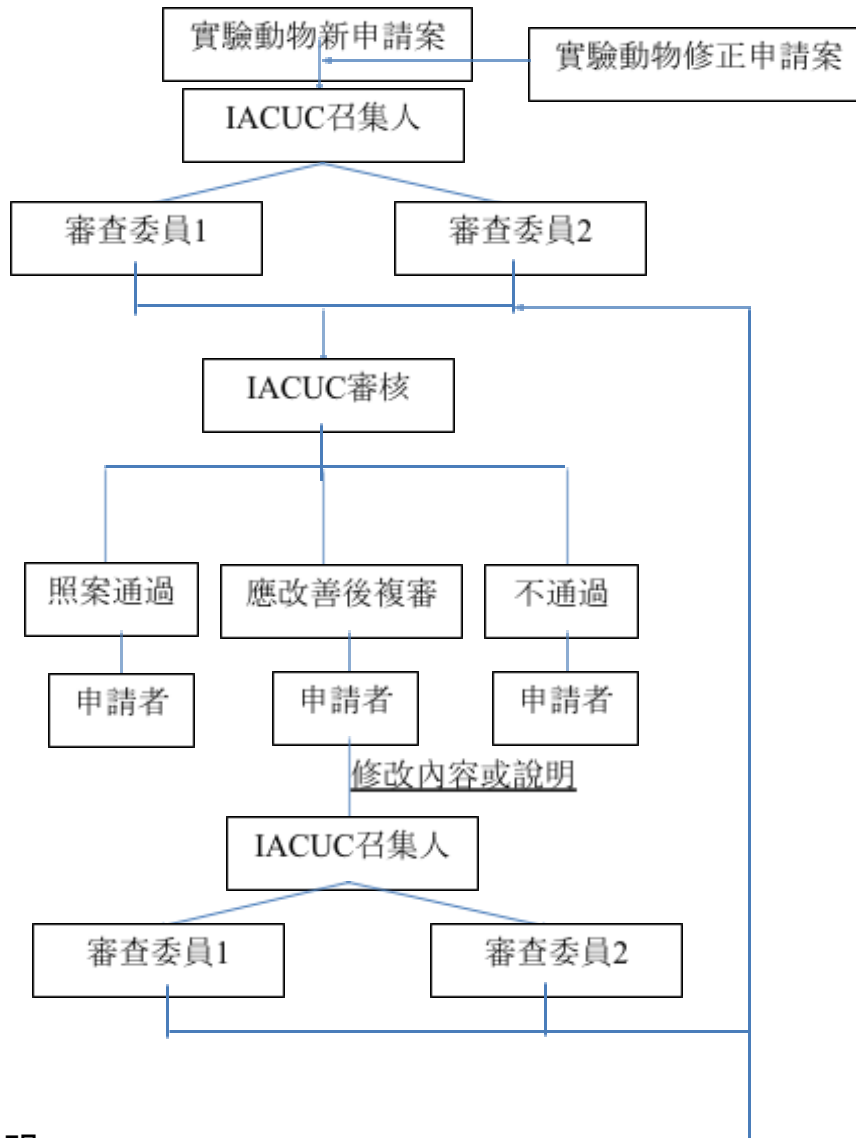 實驗動物新申請案
實驗動物修正申請案
IACUC召集人
審查委員1
審查委員2
IACUC審核
照案通過
應改善後複審
不通過
申請者
申請者
申請者
修改內容或說明
IACUC召集人
審查委員1
審查委員2